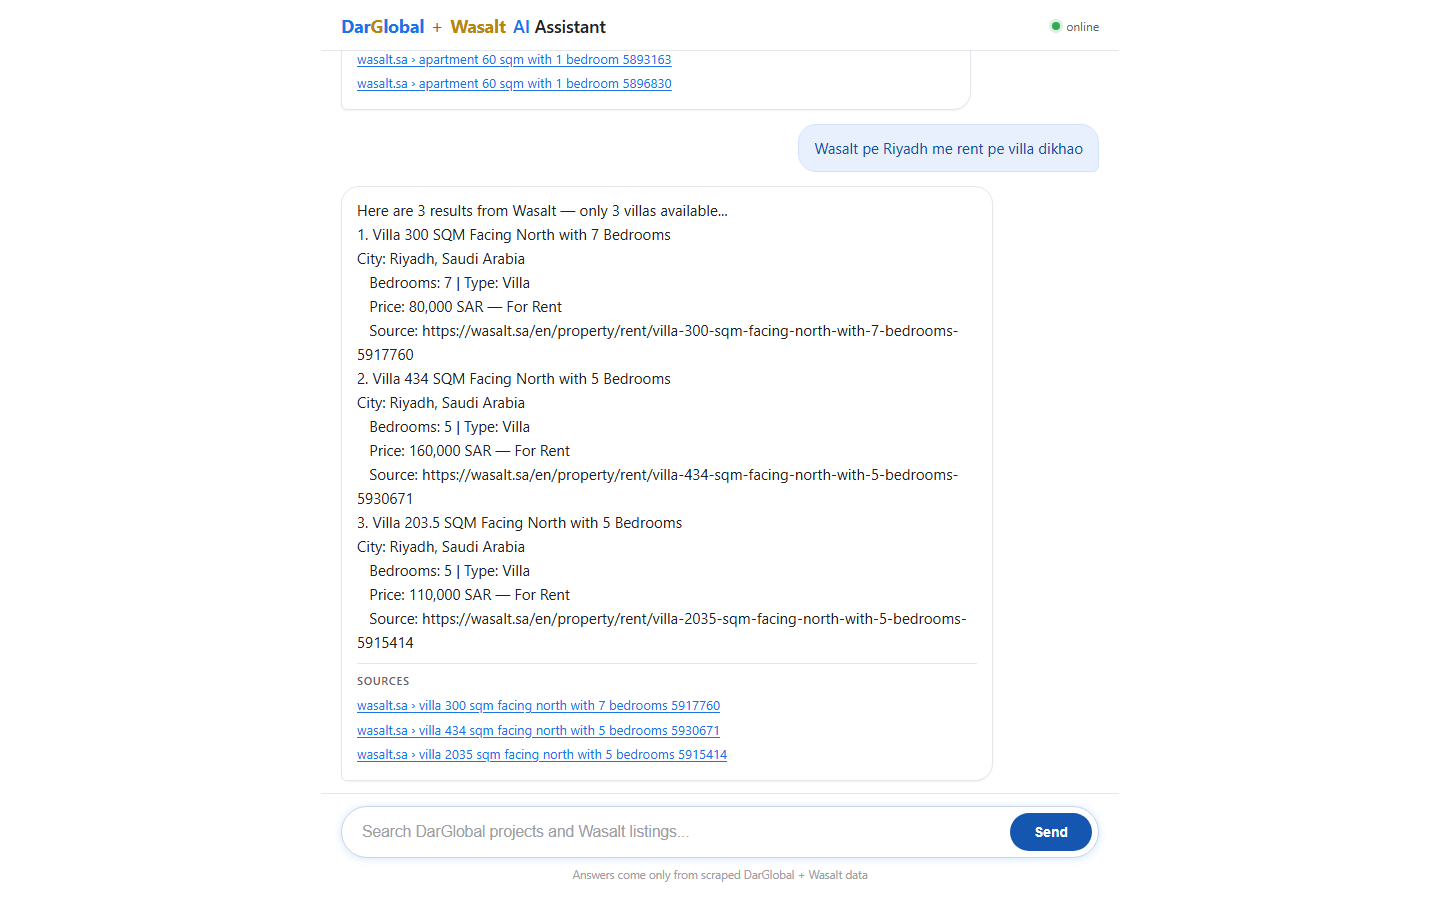 DarGlobal + Wasalt AI Assistant
online
wasalt.sa › apartment 60 sqm with 1 bedroom 5893163
wasalt.sa › apartment 60 sqm with 1 bedroom 5896830
Wasalt pe Riyadh me rent pe villa dikhao
Here are 3 results from Wasalt — only 3 villas available...
1. Villa 300 SQM Facing North with 7 Bedrooms
City: Riyadh, Saudi Arabia
Bedrooms: 7 | Type: Villa
Price: 80,000 SAR — For Rent
Source: https://wasalt.sa/en/property/rent/villa-300-sqm-facing-north-with-7-bedrooms-
5917760
2. Villa 434 SQM Facing North with 5 Bedrooms
City: Riyadh, Saudi Arabia
Bedrooms: 5 | Type: Villa
Price: 160,000 SAR — For Rent
Source: https://wasalt.sa/en/property/rent/villa-434-sqm-facing-north-with-5-bedrooms-
5930671
3. Villa 203.5 SQM Facing North with 5 Bedrooms
City: Riyadh, Saudi Arabia
Bedrooms: 5 | Type: Villa
Price: 110,000 SAR — For Rent
Source: https://wasalt.sa/en/property/rent/villa-2035-sqm-facing-north-with-5-bedrooms-
5915414
SOURCES
wasalt.sa › villa 300 sqm facing north with 7 bedrooms 5917760
wasalt.sa › villa 434 sqm facing north with 5 bedrooms 5930671
wasalt.sa › villa 2035 sqm facing north with 5 bedrooms 5915414
Search DarGlobal projects and Wasalt listings...
Send
Answers come only from scraped DarGlobal + Wasalt data